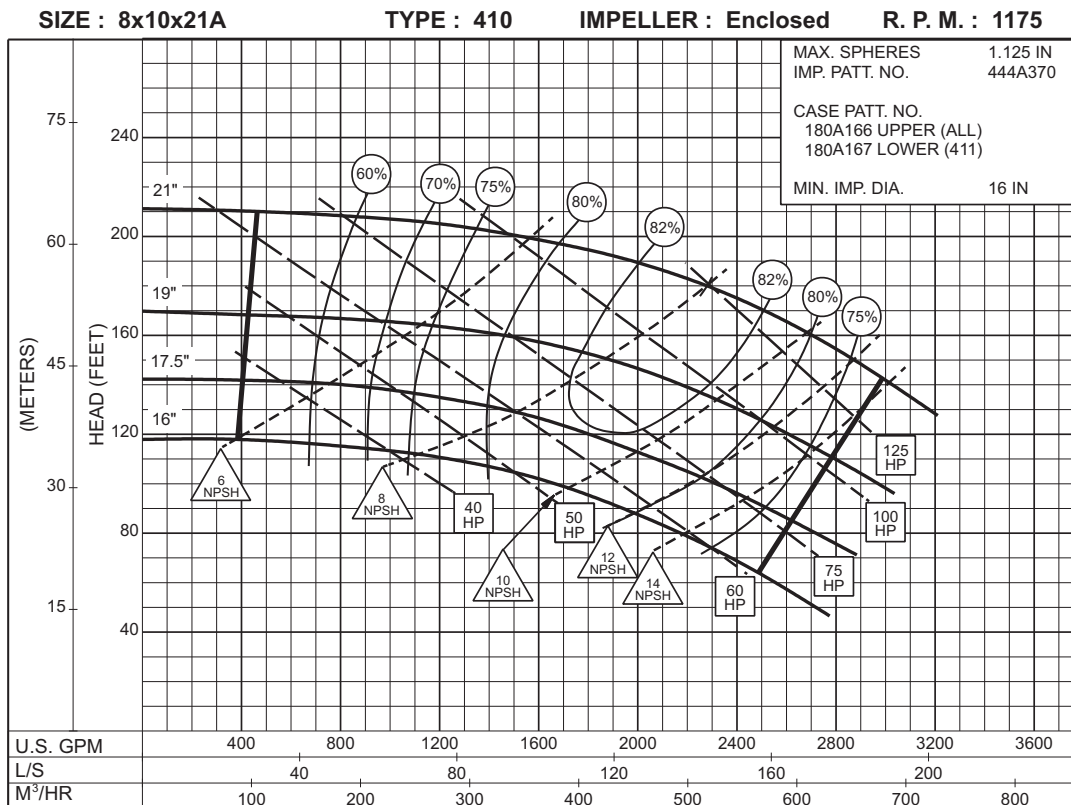 SIZE : 8x10x21A TYPE : 410 IMPELLER : Enclosed R. P. M. : 1175
MAX. SPHERES 1.125 IN
IMP. PATT. NO. 444A370
CASE PATT. NO.
180A166 UPPER (ALL)
180A167 LOWER (411)
MIN. IMP. DIA. 16 IN
(METERS)
75
60
45
30
15
HEAD (FEET)
240
200
160
120
80
40
21"
19"
17.5"
16"
60%
70%
75%
80%
82%
82%
80%
75%
6
NPSH
8
NPSH
10
NPSH
12
NPSH
14
NPSH
40
HP
50
HP
60
HP
75
HP
100
HP
125
HP
U.S. GPM 400 800 1200 1600 2000 2400 2800 3200 3600
L/S 40 80 120 160 200
M³/HR 100 200 300 400 500 600 700 800